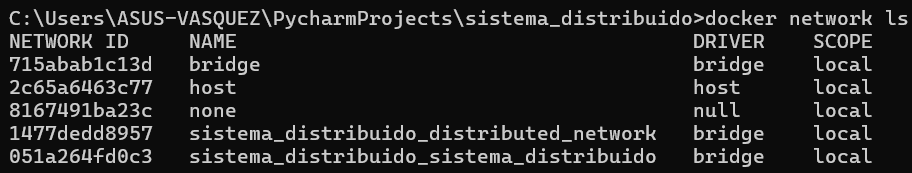 C:\Users\ASUS-VASQUEZ\PycharmProjects\sistema_distribuido>docker network ls
NETWORK ID     NAME                                      DRIVER    SCOPE
715abab1c13d   bridge                                    bridge    local
2c65a6463c77   host                                      host      local
8167491ba23c   none                                      null      local
1477dedd8957   sistema_distribuido_distributed_network   bridge    local
051a264fd0c3   sistema_distribuido_sistema_distribuido   bridge    local